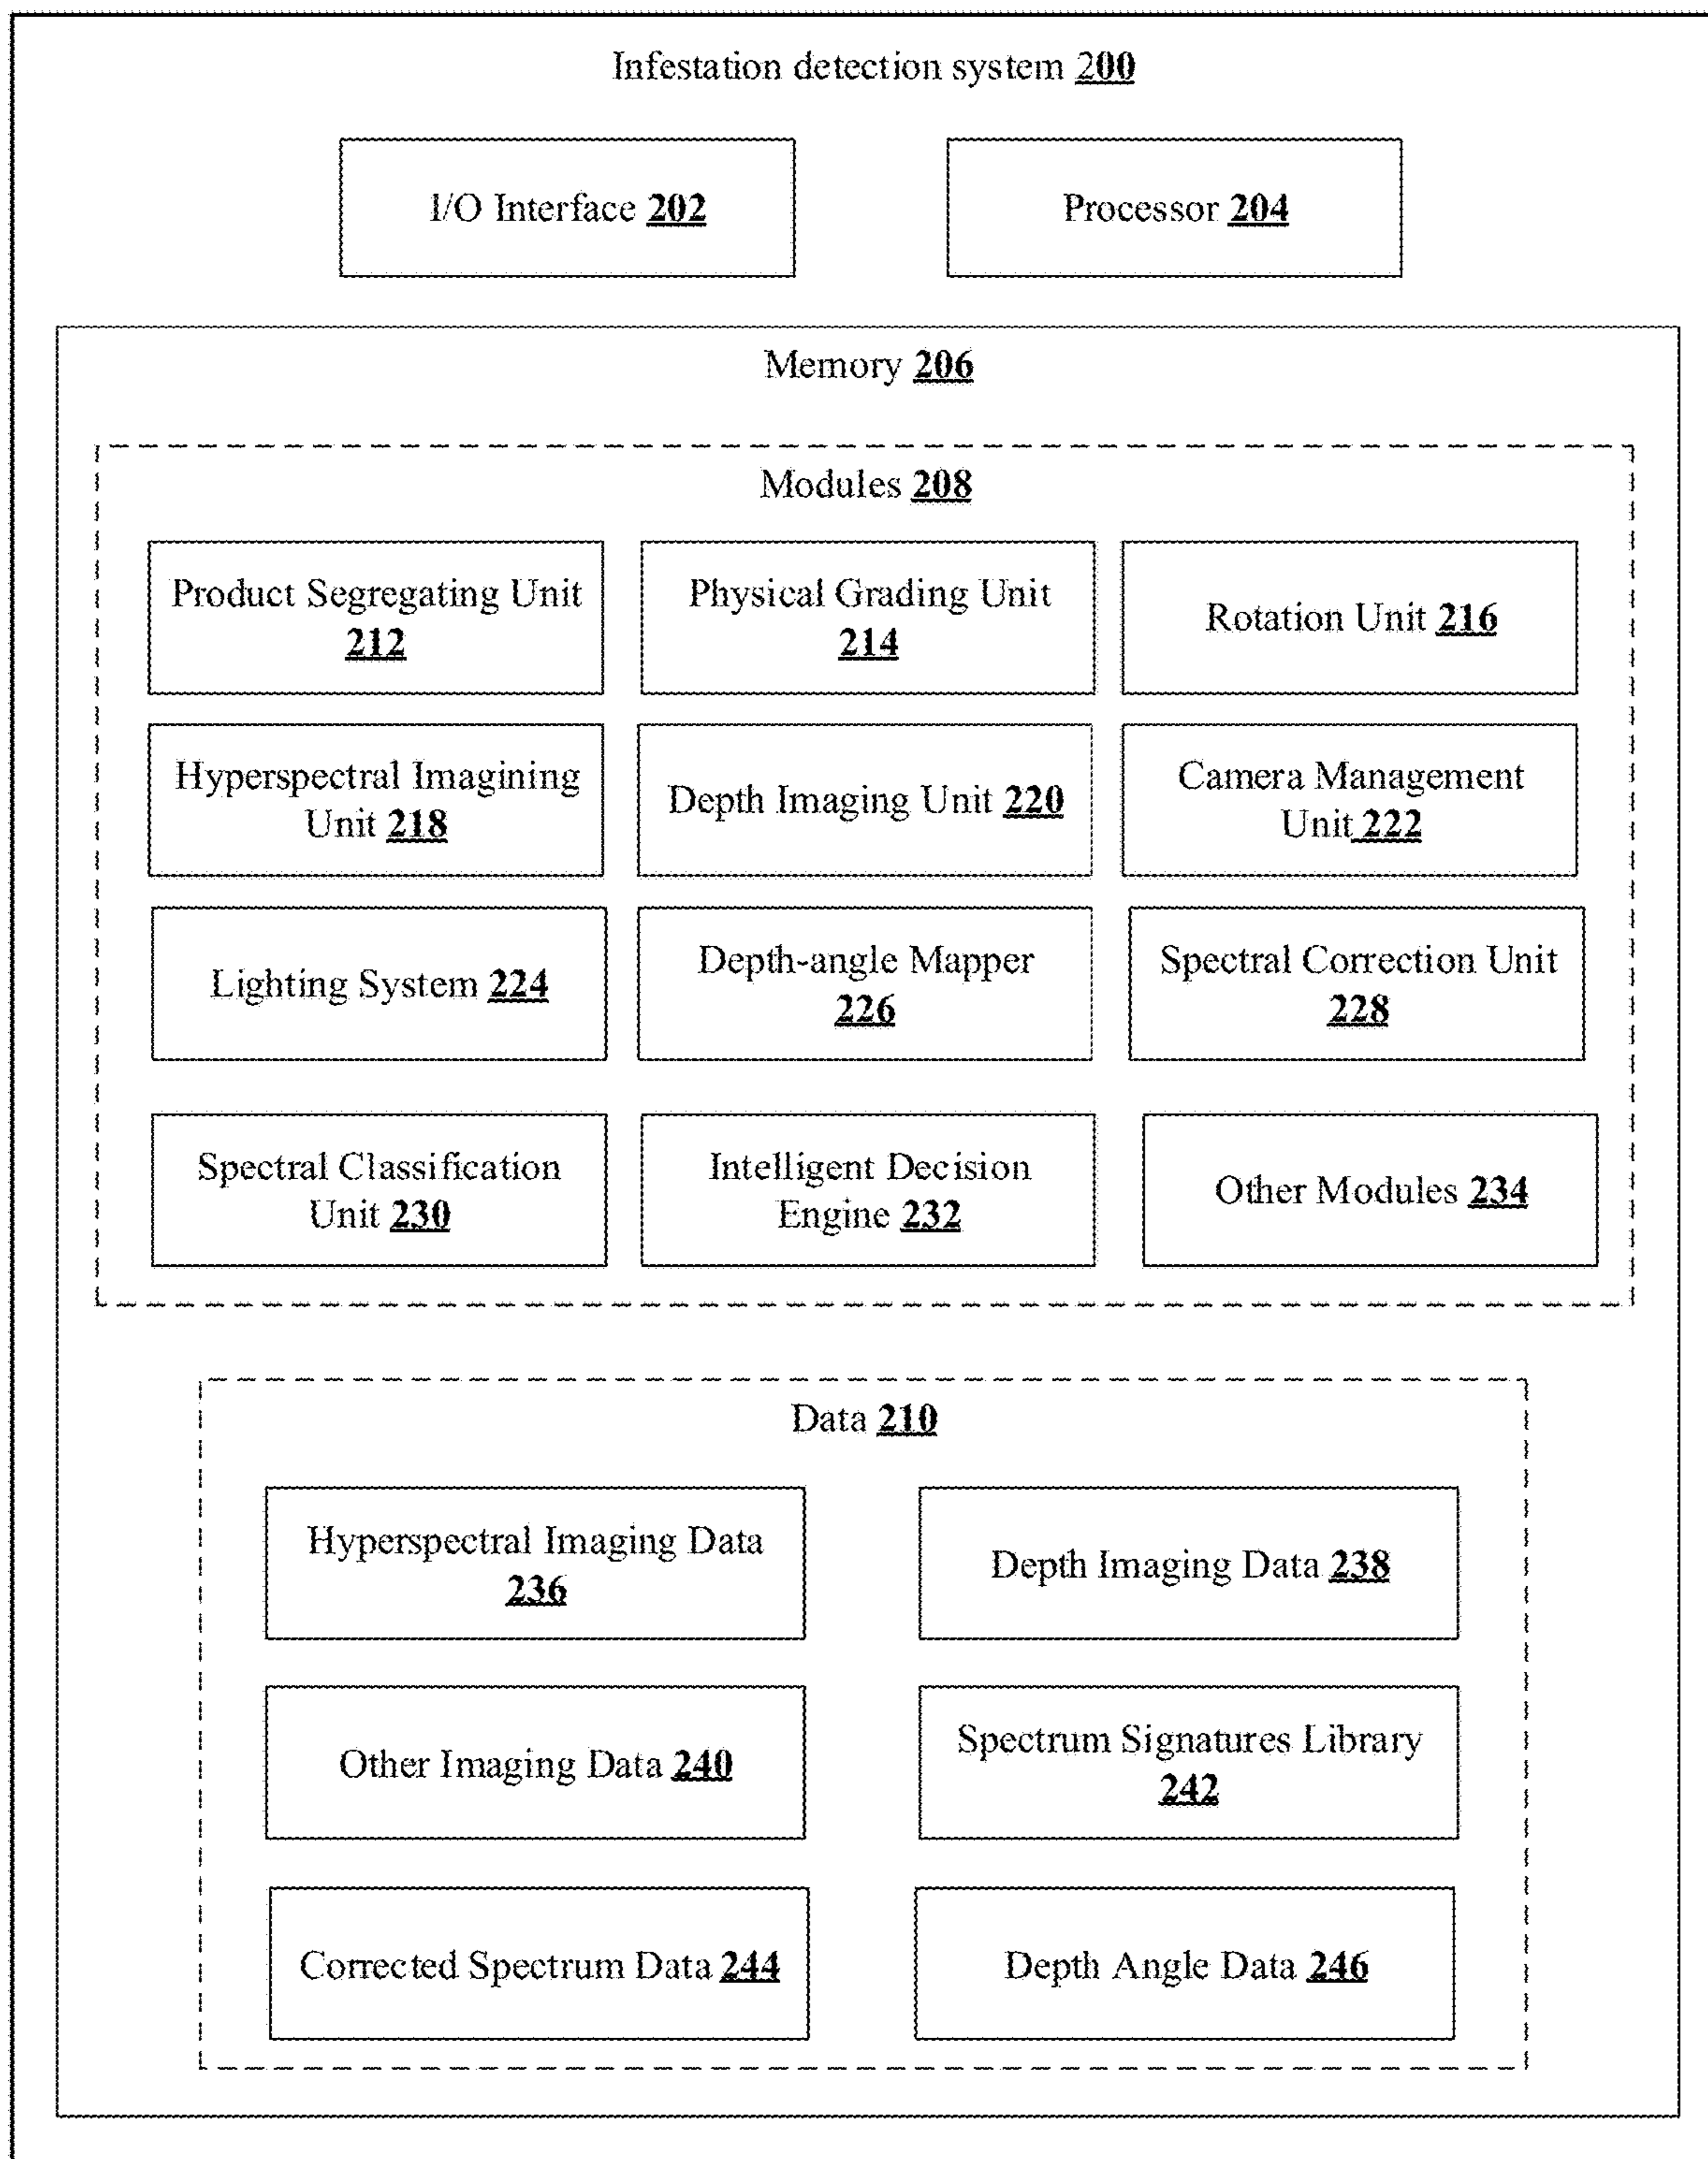 Infestation detection system 200
I/O Interface 202
Processor 204
Memory 206
Modules 208
Product Segregating Unit
212
Physical Grading Unit
214
Rotation Unit 216
Hyperspectral Imagining
Unit 218
Depth Imaging Unit 220
Camera Management
Unit 222
Lighting System 224
Depth-angle Mapper
226
Spectral Correction Unit
228
Spectral Classification
Unit 230
Intelligent Decision
Engine 232
Other Modules 234
Data 210
Hyperspectral Imaging Data
236
Depth Imaging Data 238
Other Imaging Data 240
Spectrum Signatures Library
242
Corrected Spectrum Data 244
Depth Angle Data 246